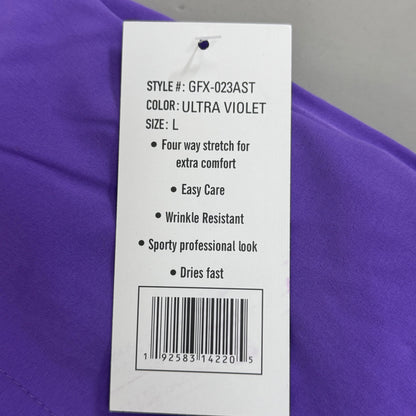 STYLE #: GFX-023AST
COLOR: ULTRA VIOLET
SIZE: L
• Four way stretch for
extra comfort
• Easy Care
• Wrinkle Resistant
• Sporty professional look
• Dries fast
1 92583 14220 5